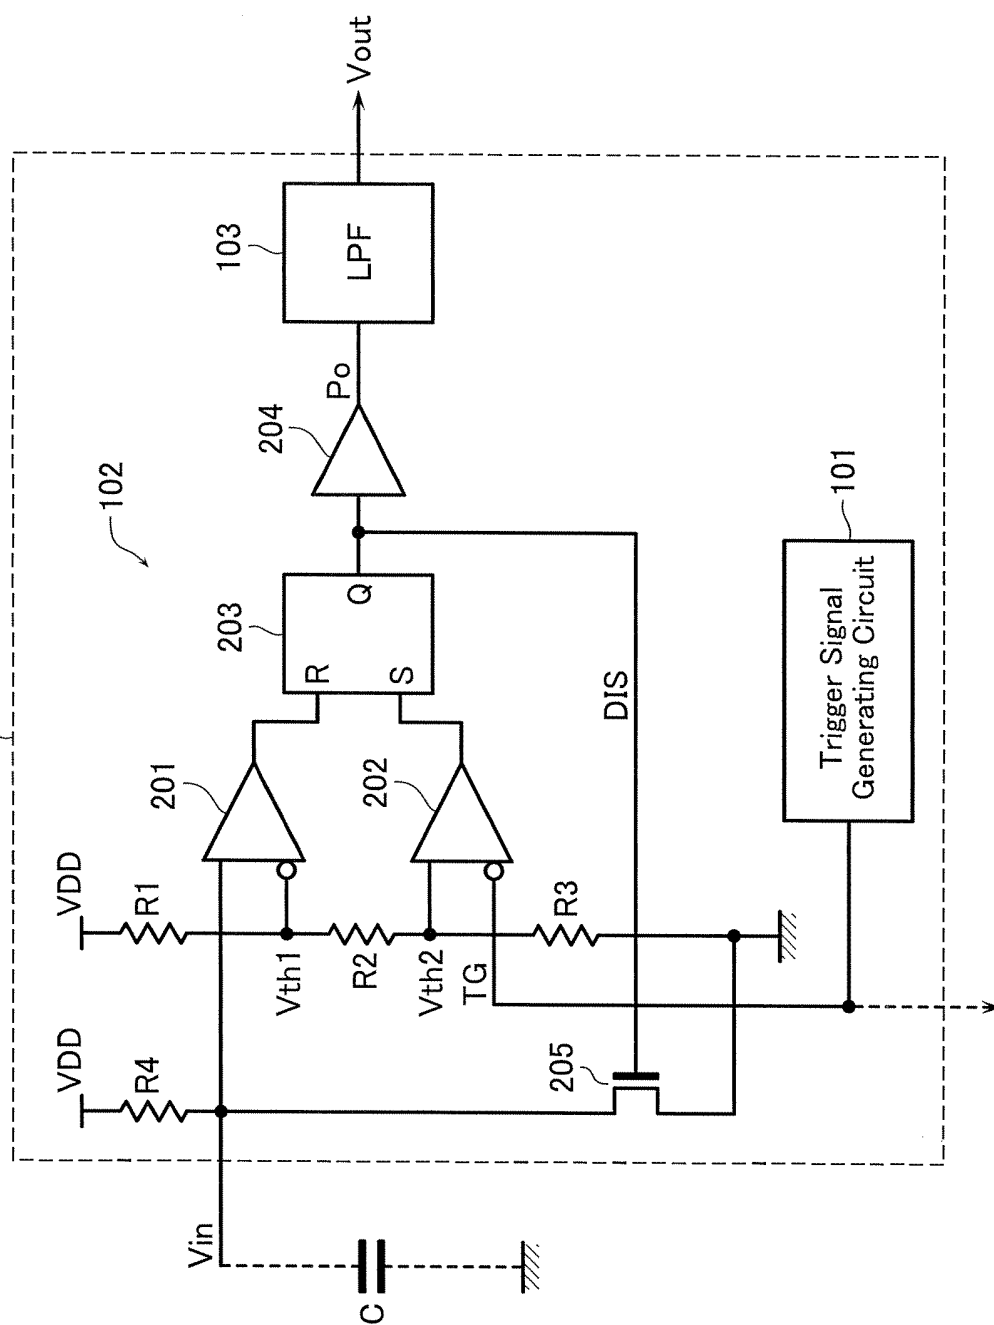 VDD
R4
Vin
C
VDD
R1
Vth1
R2
Vth2
TG
R3
205
201
202
DIS
R
S
Q
203
102
204
Po
103
LPF
Vout
101
Trigger Signal
Generating Circuit